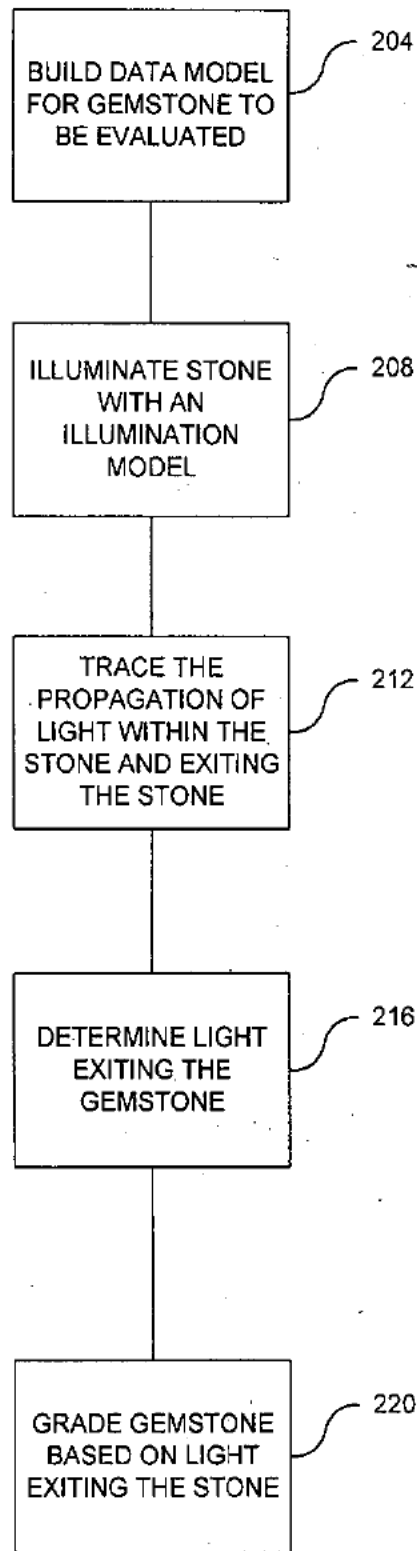 BUILD DATA MODEL
FOR GEMSTONE TO
BE EVALUATED
204
ILLUMINATE STONE
WITH AN
ILLUMINATION
MODEL
208
TRACE THE
PROPAGATION OF
LIGHT WITHIN THE
STONE AND EXITING
THE STONE
212
DETERMINE LIGHT
EXITING THE
GEMSTONE
216
GRADE GEMSTONE
BASED ON LIGHT
EXITING THE STONE
220